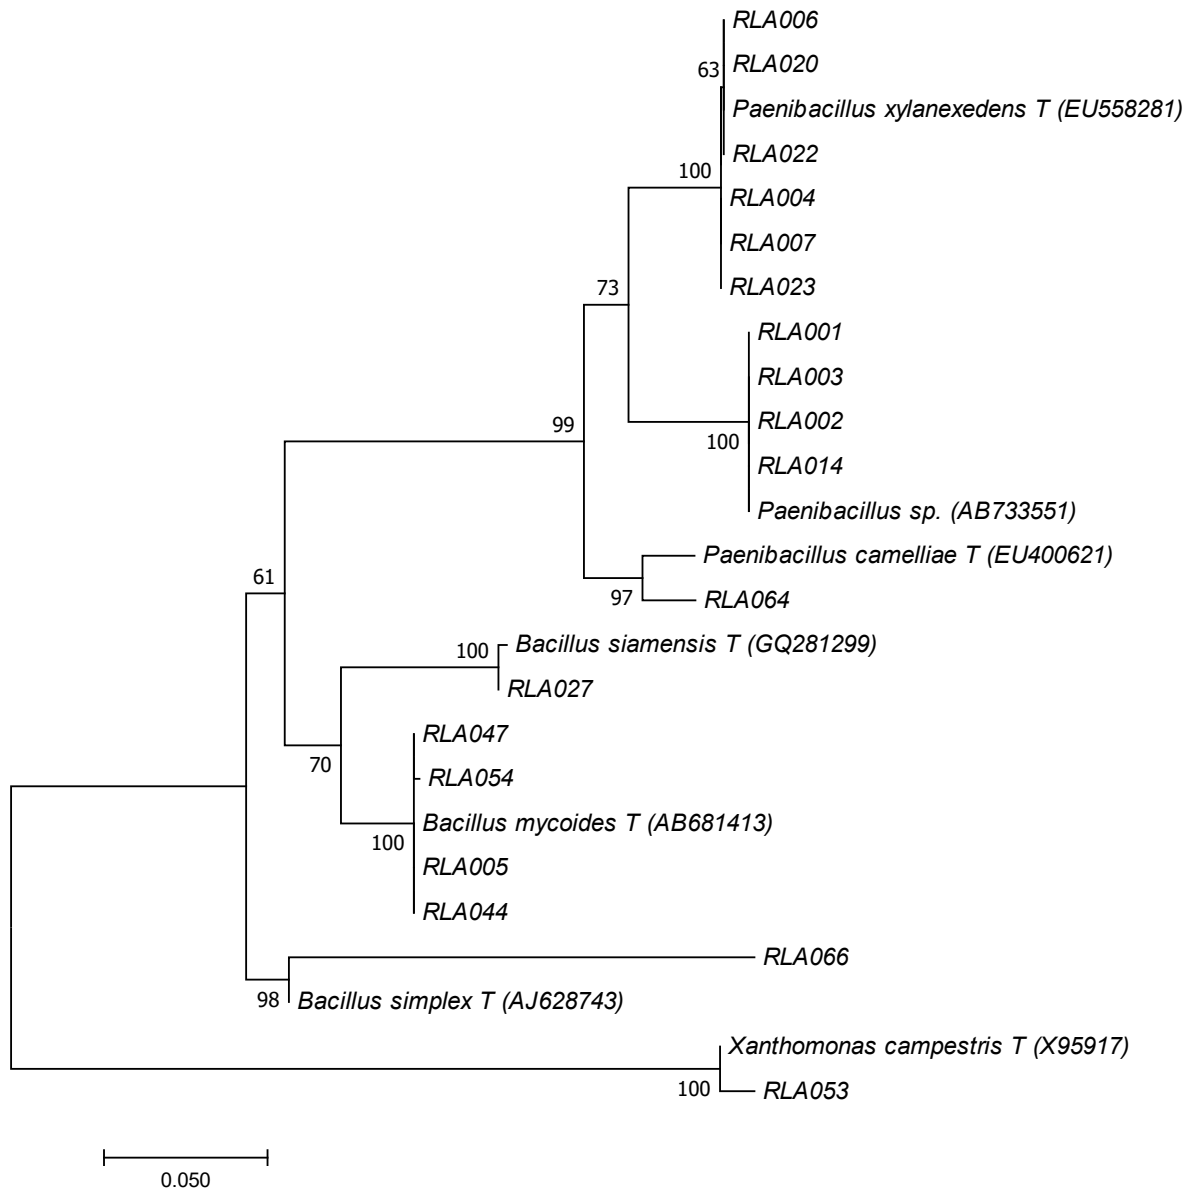 RLA006
63
RLA020
Paenibacillus xylanexedens T (EU558281)
RLA022
100
RLA004
RLA007
73
RLA023
RLA001
RLA003
99
RLA002
100
RLA014
Paenibacillus sp. (AB733551)
Paenibacillus camelliae T (EU400621)
61
97
RLA064
Bacillus siamensis T (GQ281299)
100
RLA027
RLA047
70
RLA054
Bacillus mycoides T (AB681413)
100
RLA005
RLA044
RLA066
98
Bacillus simplex T (AJ628743)
Xanthomonas campestris T (X95917)
100
RLA053
0.050